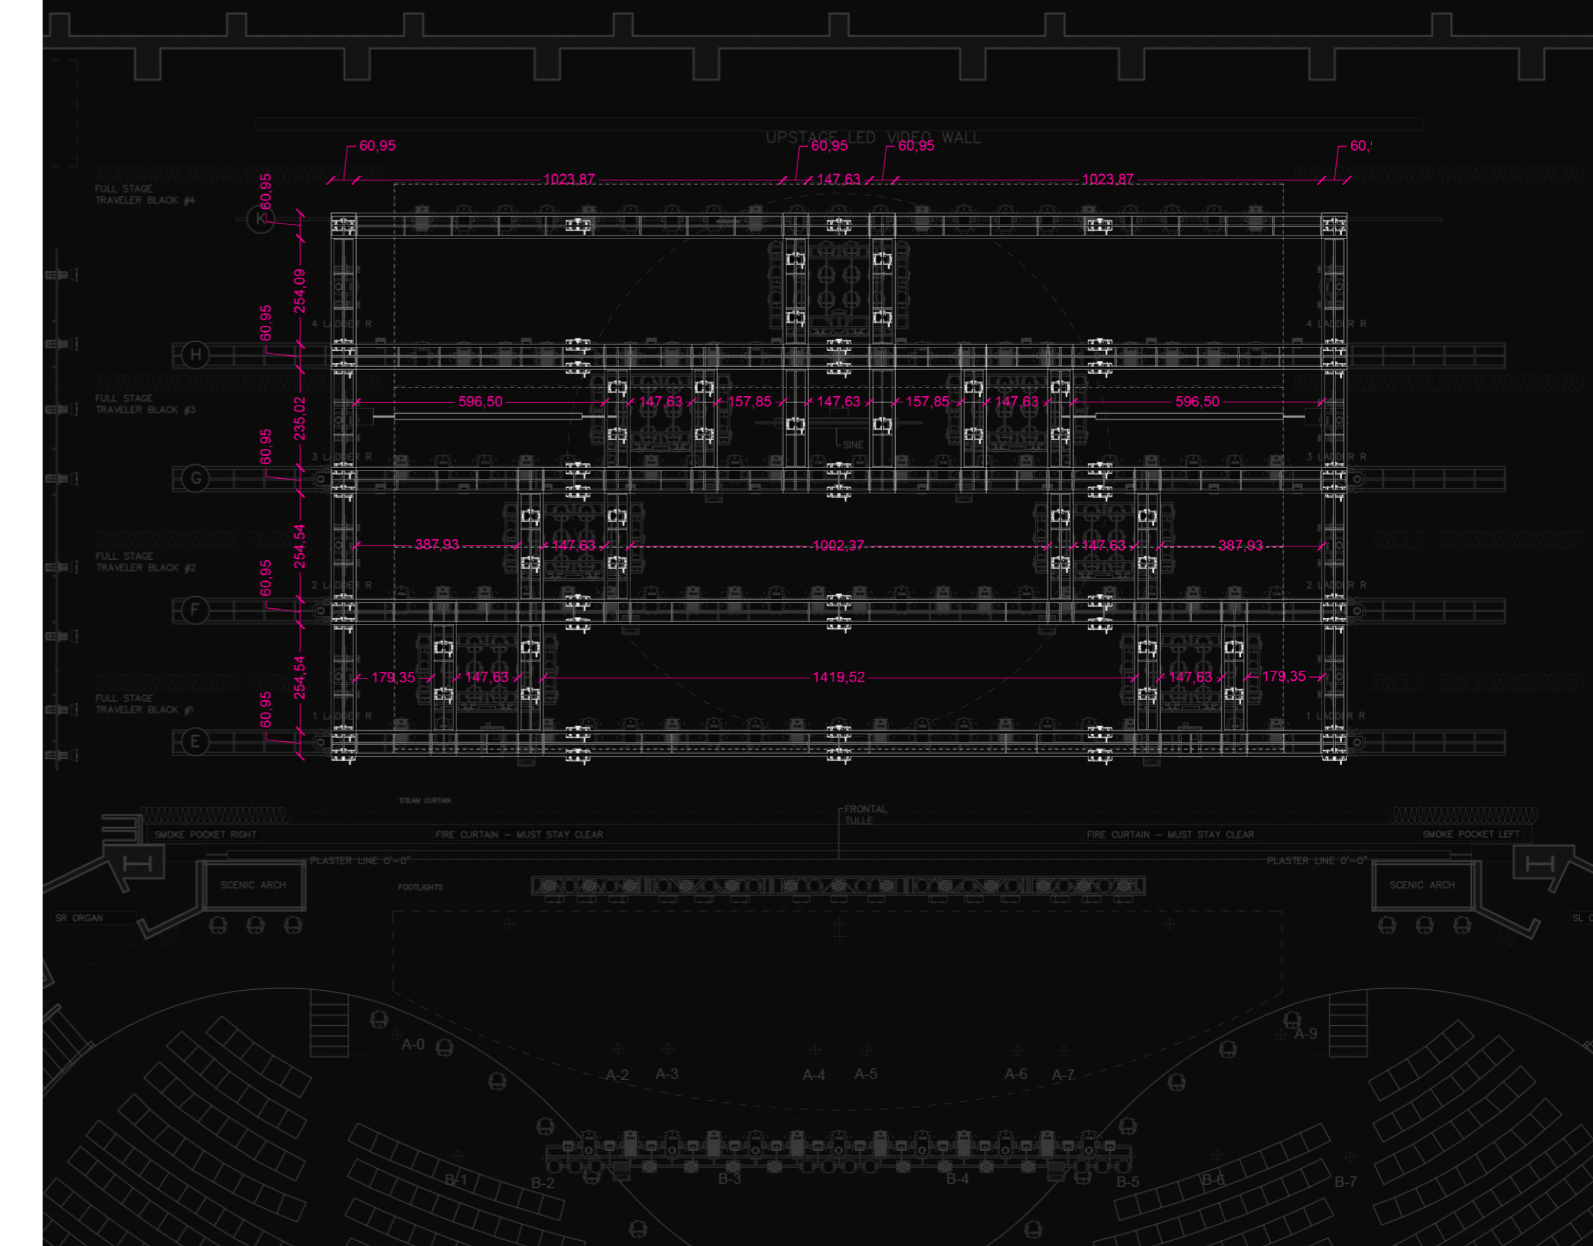 UPSTAGE LED VIDEO WALL
60,95
60,95
60,95
60,
1023,87
147,63
1023,87
FULL STAGE
TRAVELER BLACK #4
60,95
K
254,09
60,95
4 LADDER R
4 LADDER R
H
FULL STAGE
TRAVELER BLACK #3
596,50
147,63
157,85
147,63
157,85
147,63
596,50
235,02
60,95
SINE
3 LADDER R
3 LADDER R
G
254,54
387,93
147,63
1002,37
147,63
387,93
FULL STAGE
TRAVELER BLACK #2
60,95
2 LADDER R
2 LADDER R
F
254,54
179,35
147,63
1419,52
147,63
179,35
FULL STAGE
TRAVELER BLACK #1
60,95
1 LADDER R
1 LADDER R
E
STEAM CURTAIN
FRONTAL
TULLE
SMOKE POCKET RIGHT
FIRE CURTAIN – MUST STAY CLEAR
FIRE CURTAIN – MUST STAY CLEAR
SMOKE POCKET LEFT
PLASTER LINE 0'-0"
PLASTER LINE 0'-0"
SCENIC ARCH
FOOTLIGHTS
SCENIC ARCH
SR ORGAN
SL
A-0
A-9
A-2
A-3
A-4
A-5
A-6
A-7
B-1
B-2
B-3
B-4
B-5
B-6
B-7